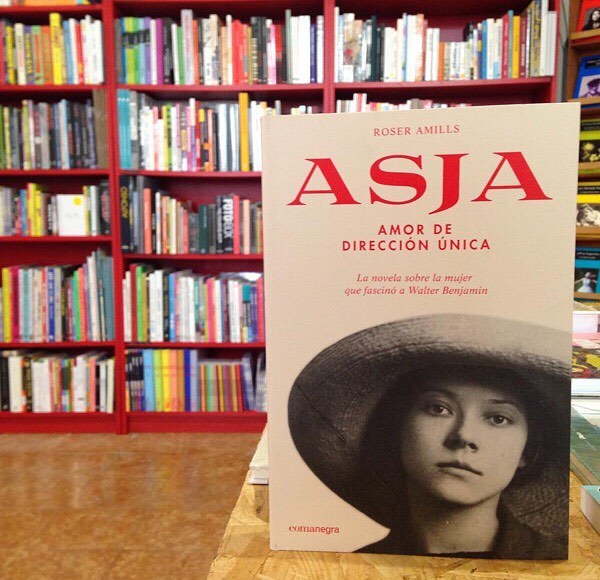 ROSER AMILLS
ASJA
AMOR DE
DIRECCIÓN ÚNICA
La novela sobre la mujer
que fascinó a Walter Benjamin
comanegra